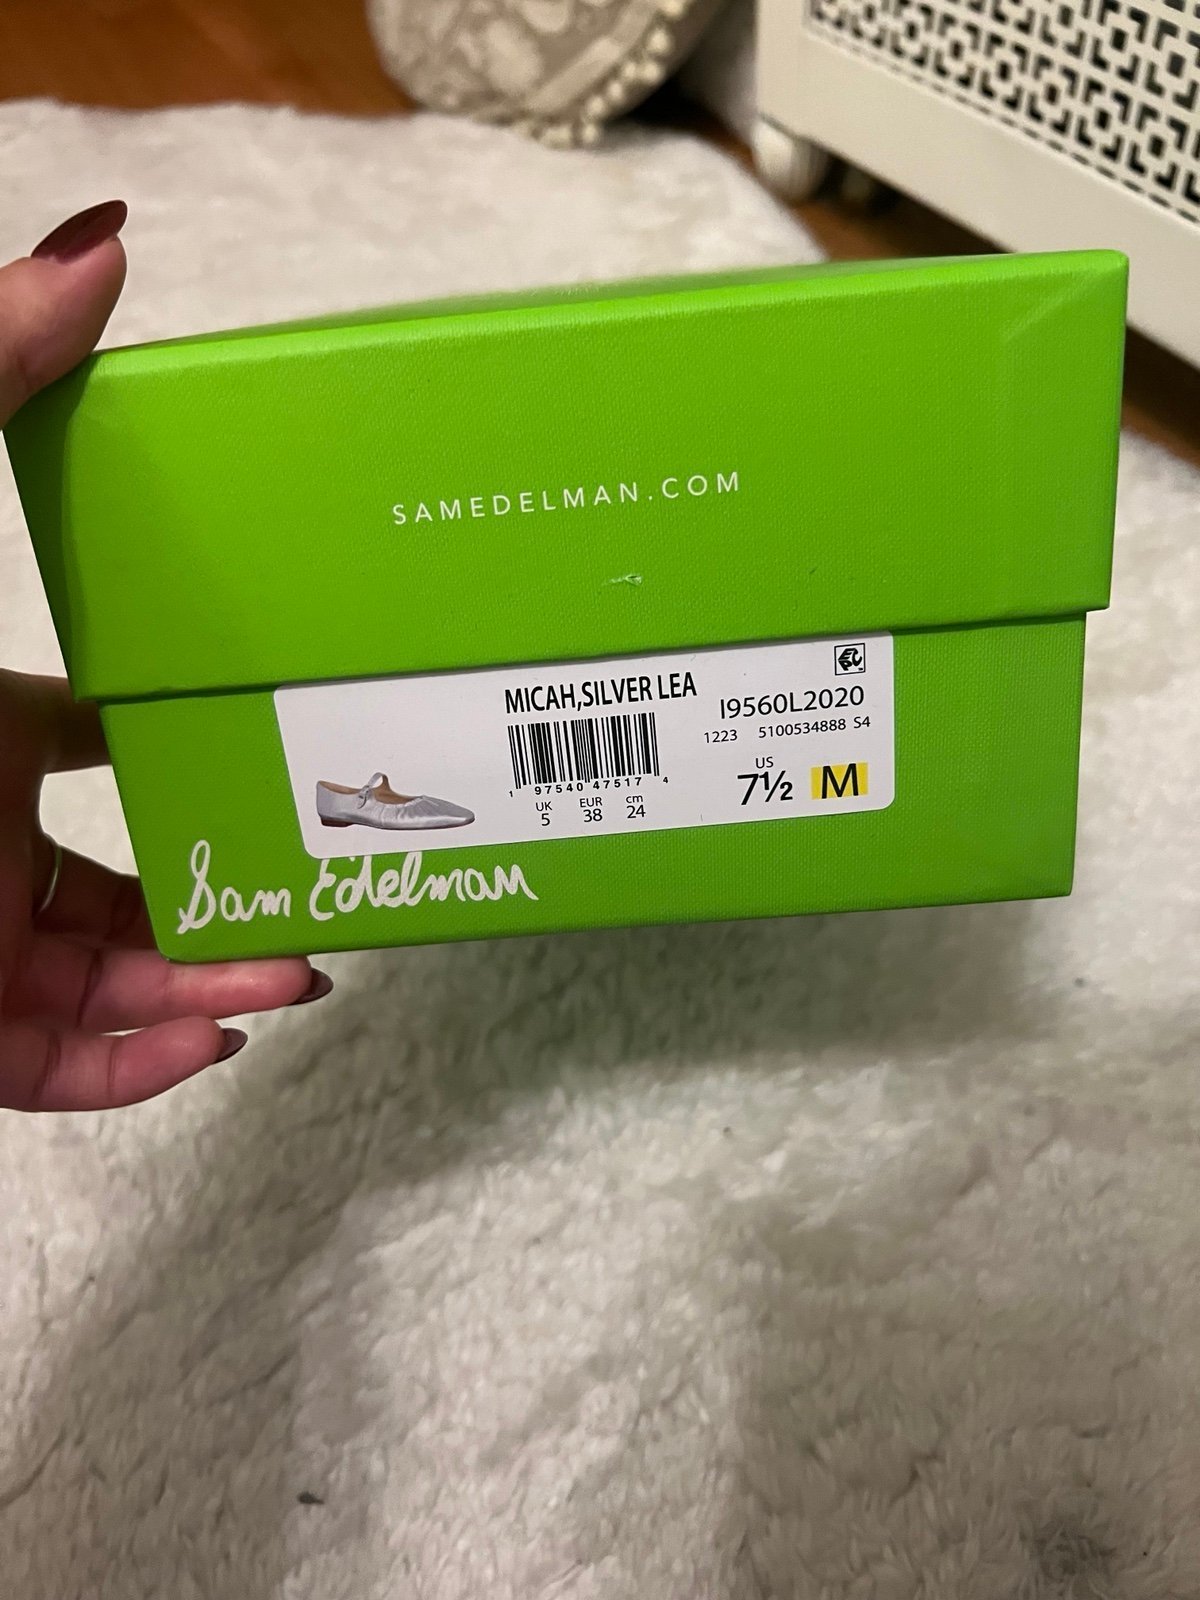 SAMEDELMAN.COM
MICAH,SILVER LEA
I9560L2020
1223 5100534888 S4
1 97540 47517 4
UK EUR cm
5 38 24
US
7½ M
Sam Edelman